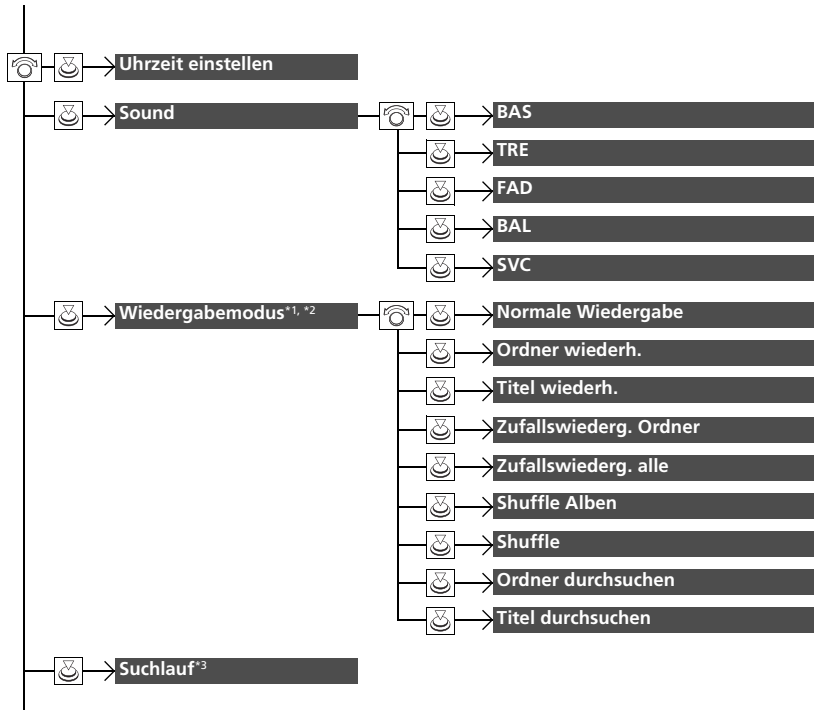 Uhrzeit einstellen
Sound
BAS
TRE
FAD
BAL
SVC
Wiedergabemodus*1, *2
Normale Wiedergabe
Ordner wiederh.
Titel wiederh.
Zufallswiederg. Ordner
Zufallswiederg. alle
Shuffle Alben
Shuffle
Ordner durchsuchen
Titel durchsuchen
Suchlauf*3